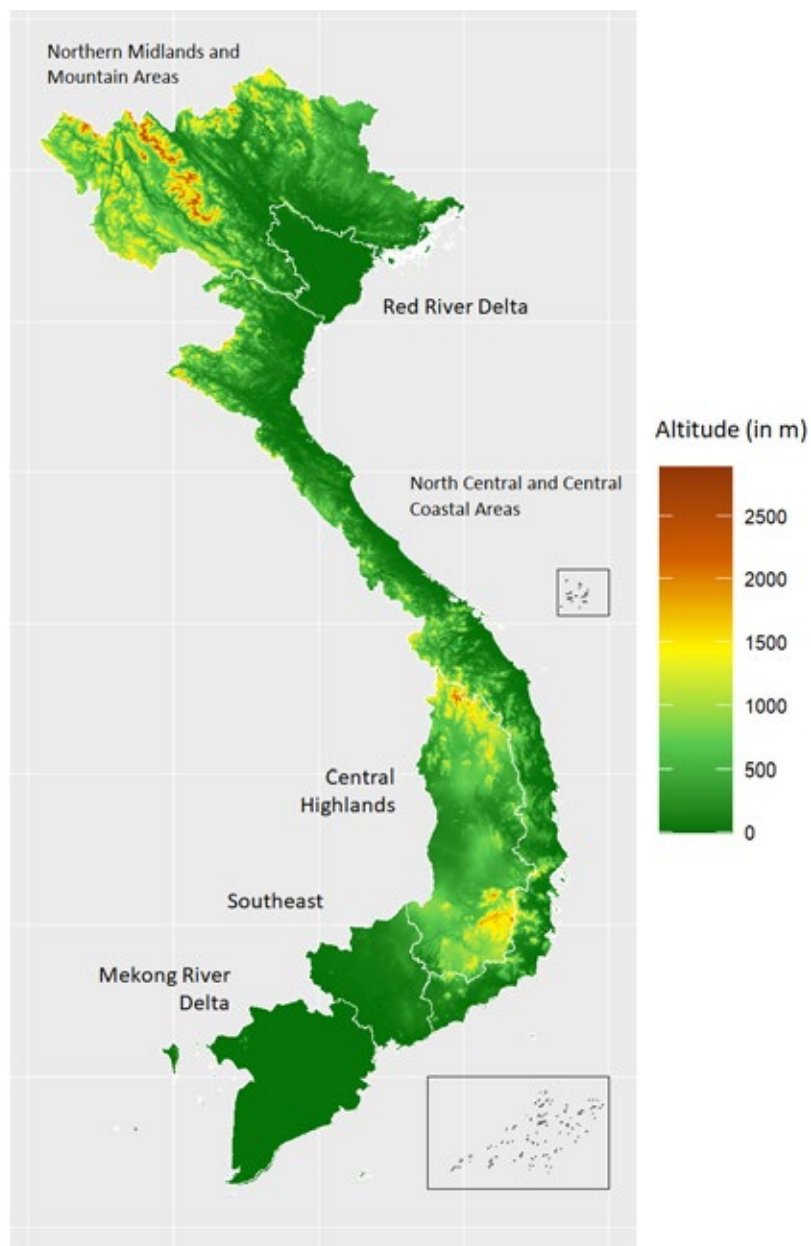 Northern Midlands and
Mountain Areas
Red River Delta
North Central and Central
Coastal Areas
Central
Highlands
Southeast
Mekong River
Delta
Altitude (in m)
2500
2000
1500
1000
500
0